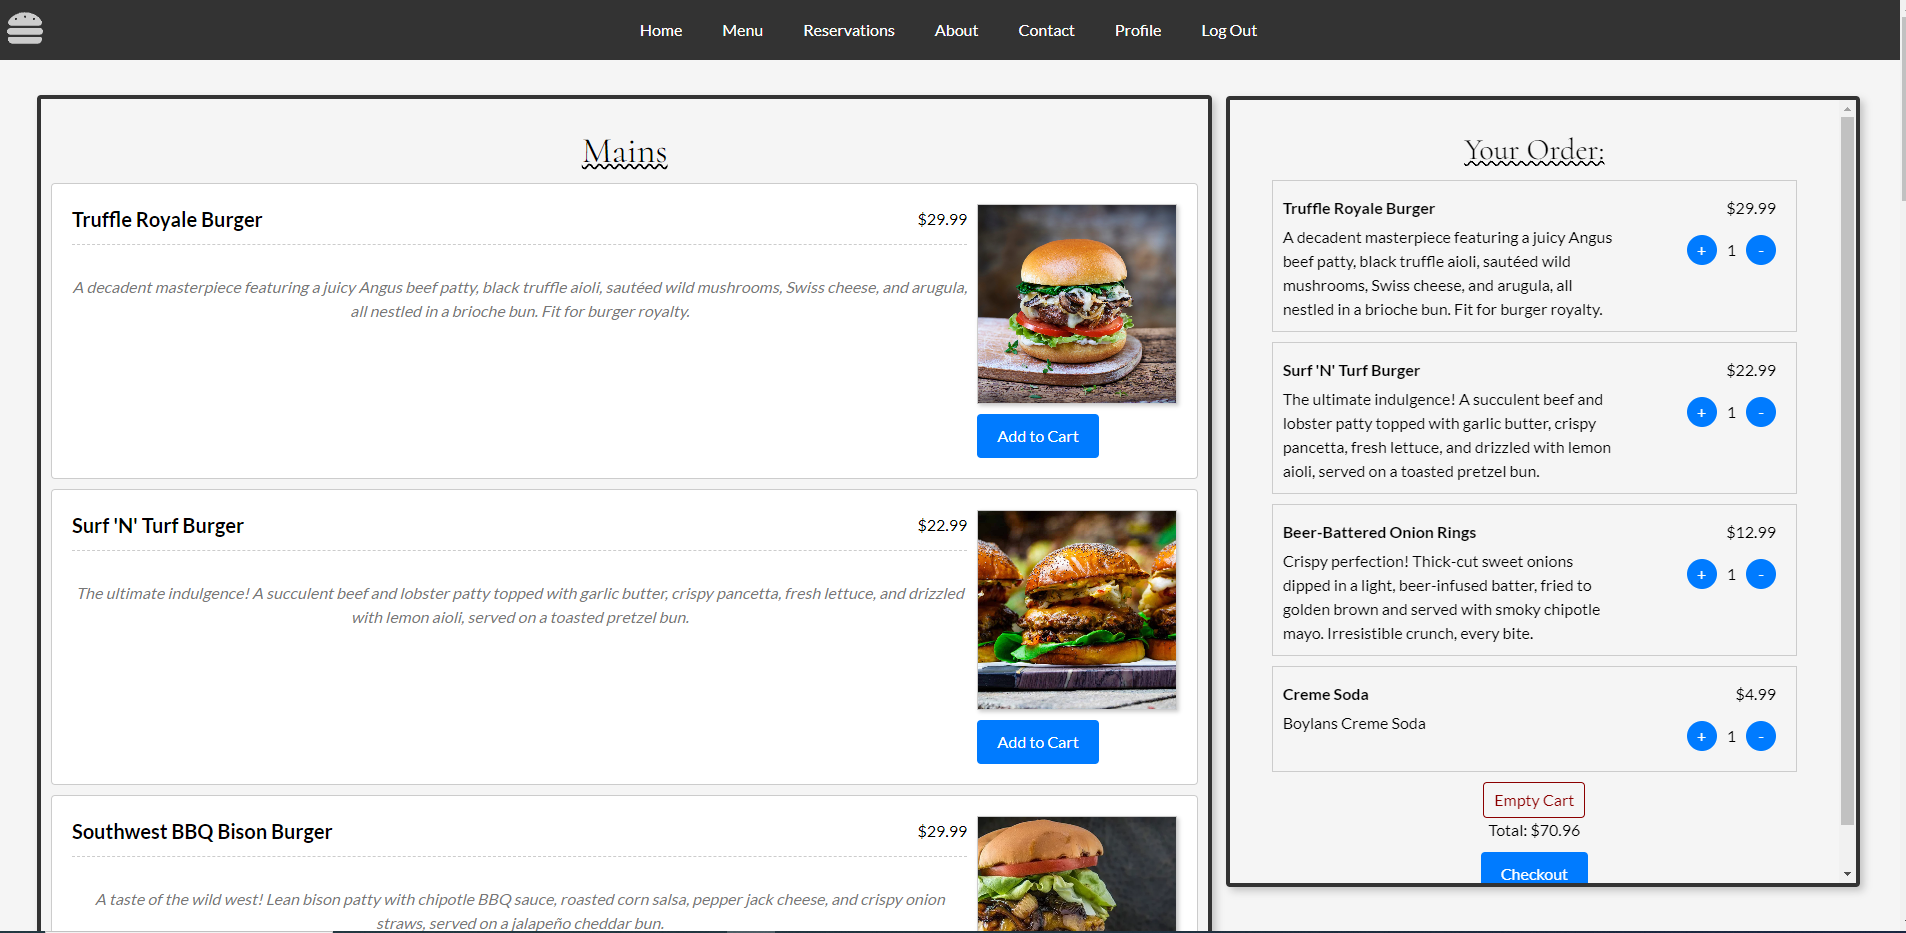 Home Menu Reservations About Contact Profile Log Out
Mains
Truffle Royale Burger $29.99
A decadent masterpiece featuring a juicy Angus beef patty, black truffle aioli, sautéed wild mushrooms, Swiss cheese, and arugula,
all nestled in a brioche bun. Fit for burger royalty.
Add to Cart
Surf 'N' Turf Burger $22.99
The ultimate indulgence! A succulent beef and lobster patty topped with garlic butter, crispy pancetta, fresh lettuce, and drizzled
with lemon aioli, served on a toasted pretzel bun.
Add to Cart
Southwest BBQ Bison Burger $29.99
A taste of the wild west! Lean bison patty with chipotle BBQ sauce, roasted corn salsa, pepper jack cheese, and crispy onion
straws, served on a jalapeño cheddar bun.
Your Order:
Truffle Royale Burger $29.99
A decadent masterpiece featuring a juicy Angus
beef patty, black truffle aioli, sautéed wild
mushrooms, Swiss cheese, and arugula, all
nestled in a brioche bun. Fit for burger royalty.
+ 1 -
Surf 'N' Turf Burger $22.99
The ultimate indulgence! A succulent beef and
lobster patty topped with garlic butter, crispy
pancetta, fresh lettuce, and drizzled with lemon
aioli, served on a toasted pretzel bun.
+ 1 -
Beer-Battered Onion Rings $12.99
Crispy perfection! Thick-cut sweet onions
dipped in a light, beer-infused batter, fried to
golden brown and served with smoky chipotle
mayo. Irresistible crunch, every bite.
+ 1 -
Creme Soda $4.99
Boylans Creme Soda
+ 1 -
Empty Cart
Total: $70.96
Checkout